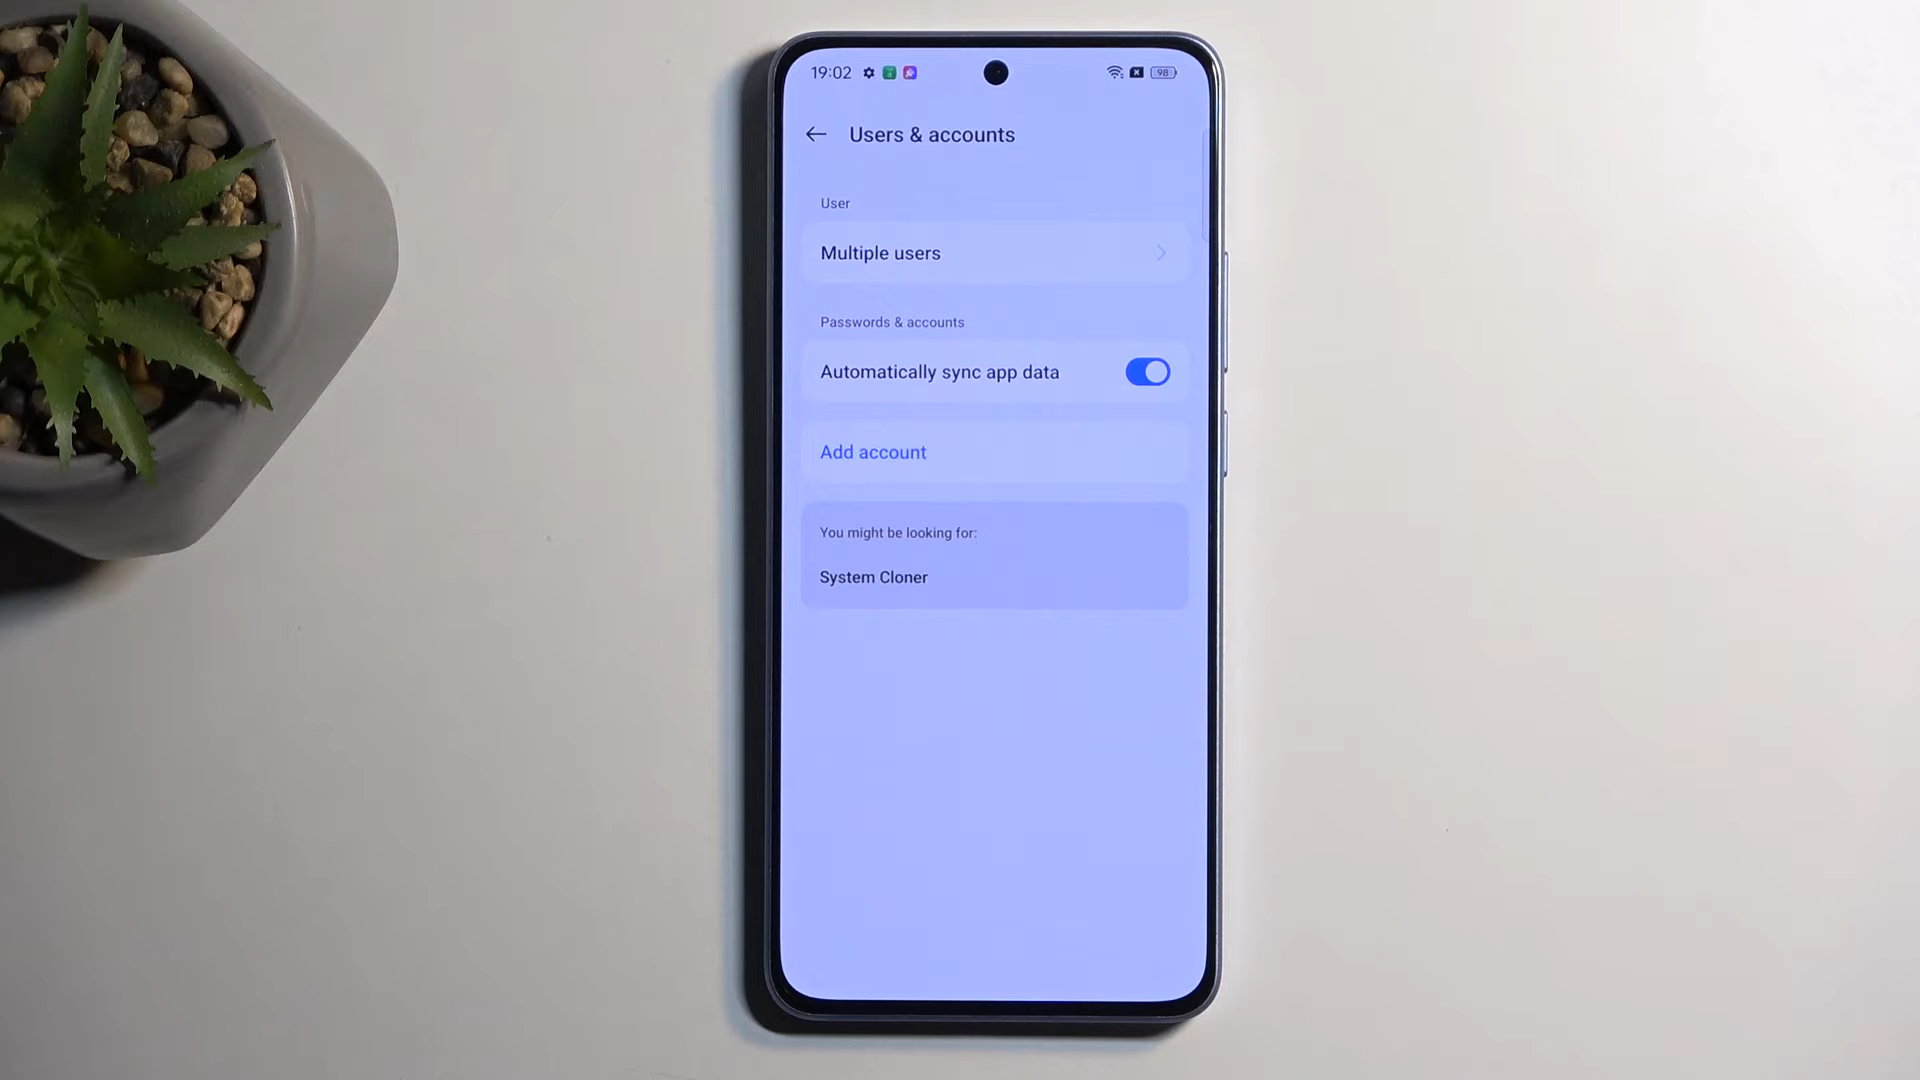 19:02
98
Users & accounts
User
Multiple users
Passwords & accounts
Automatically sync app data
Add account
You might be looking for:
System Cloner